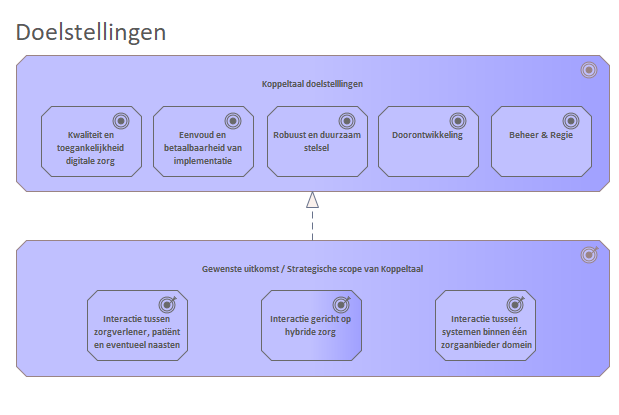 Doelstellingen
Koppeltaal doelstelllingen
Kwaliteit en
toegankelijkheid
digitale zorg
Eenvoud en
betaalbaarheid van
implementatie
Robuust en duurzaam
stelsel
Doorontwikkeling
Beheer & Regie
Gewenste uitkomst / Strategische scope van Koppeltaal
Interactie tussen
zorgverlener, patiënt
en eventueel naasten
Interactie gericht op
hybride zorg
Interactie tussen
systemen binnen één
zorgaanbieder domein